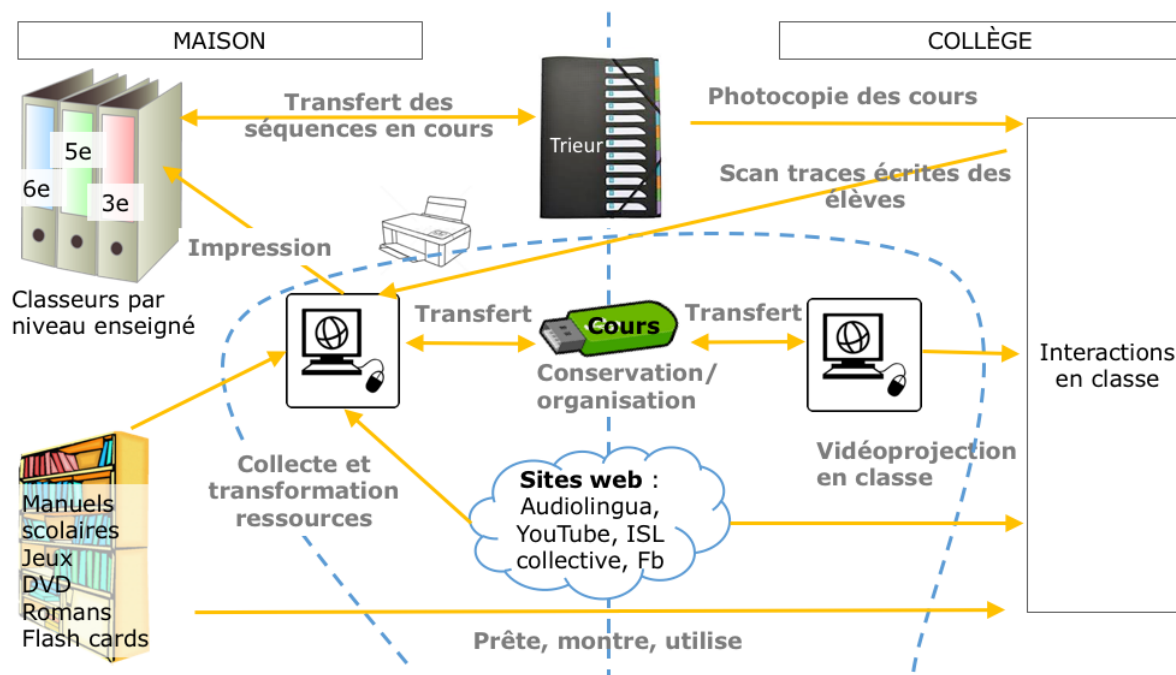 MAISON
COLLÈGE
Transfert des
séquences en cours
Trieur
Photocopie des cours
5e
6e
3e
Scan traces écrites des
élèves
Impression
Classeurs par
niveau enseigné
Transfert
Cours
Transfert
Conservation/
organisation
Interactions
en classe
Vidéoprojection
en classe
Collecte et
transformation
ressources
Sites web :
Audiolingua,
YouTube, ISL
collective, Fb
Manuels
scolaires
Jeux
DVD
Romans
Flash cards
Prête, montre, utilise